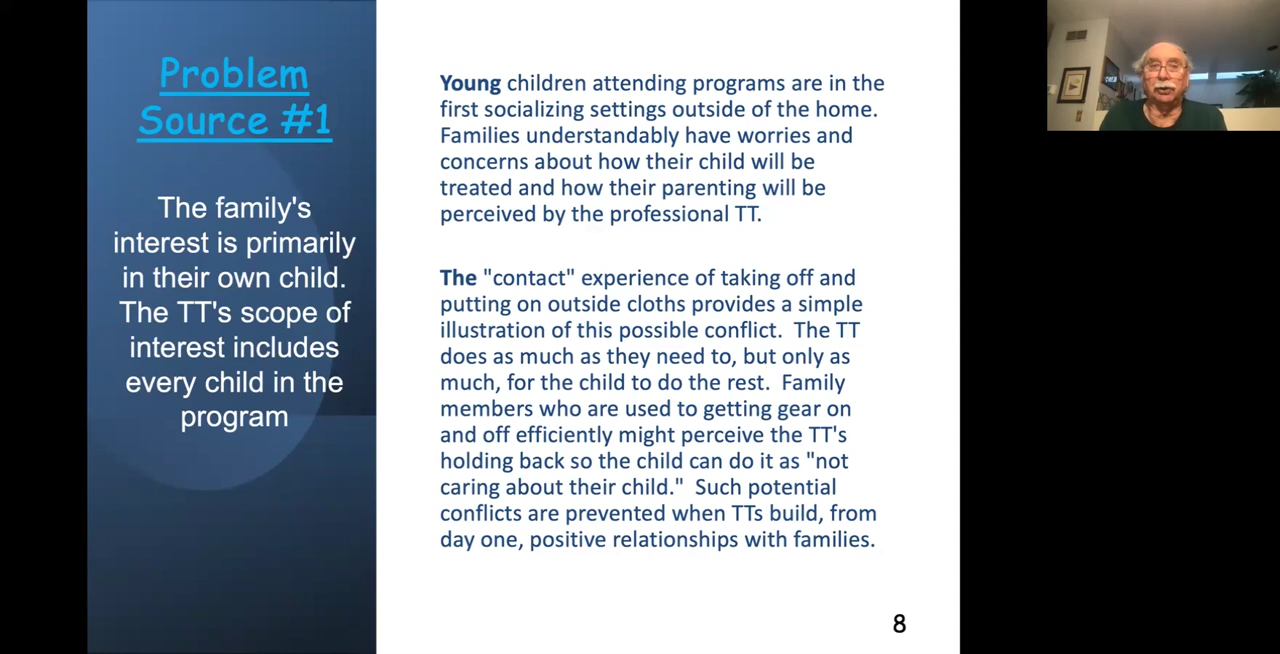 Problem
Source #1
The family's
interest is primarily
in their own child.
The TT's scope of
interest includes
every child in the
program
Young children attending programs are in the
first socializing settings outside of the home.
Families understandably have worries and
concerns about how their child will be
treated and how their parenting will be
perceived by the professional TT.
The "contact" experience of taking off and
putting on outside cloths provides a simple
illustration of this possible conflict.  The TT
does as much as they need to, but only as
much, for the child to do the rest.  Family
members who are used to getting gear on
and off efficiently might perceive the TT's
holding back so the child can do it as "not
caring about their child."  Such potential
conflicts are prevented when TTs build, from
day one, positive relationships with families.
8